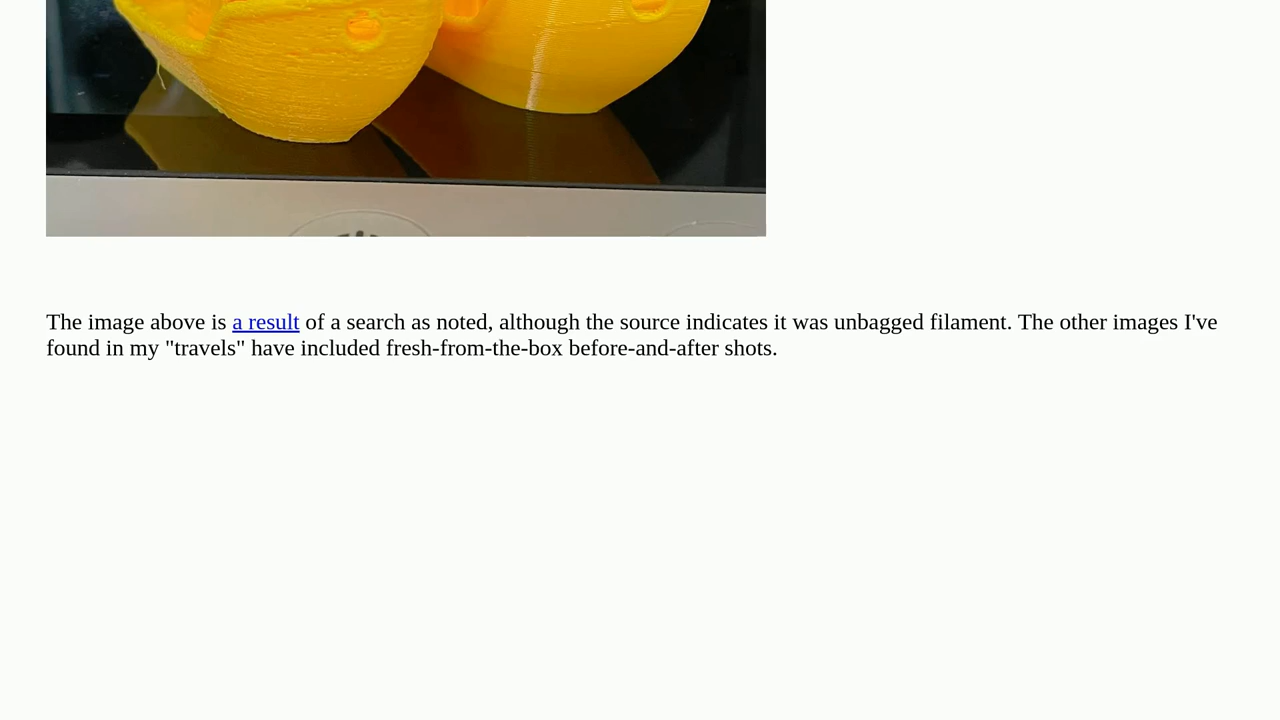 The image above is a result of a search as noted, although the source indicates it was unbagged filament. The other images I've
found in my "travels" have included fresh-from-the-box before-and-after shots.